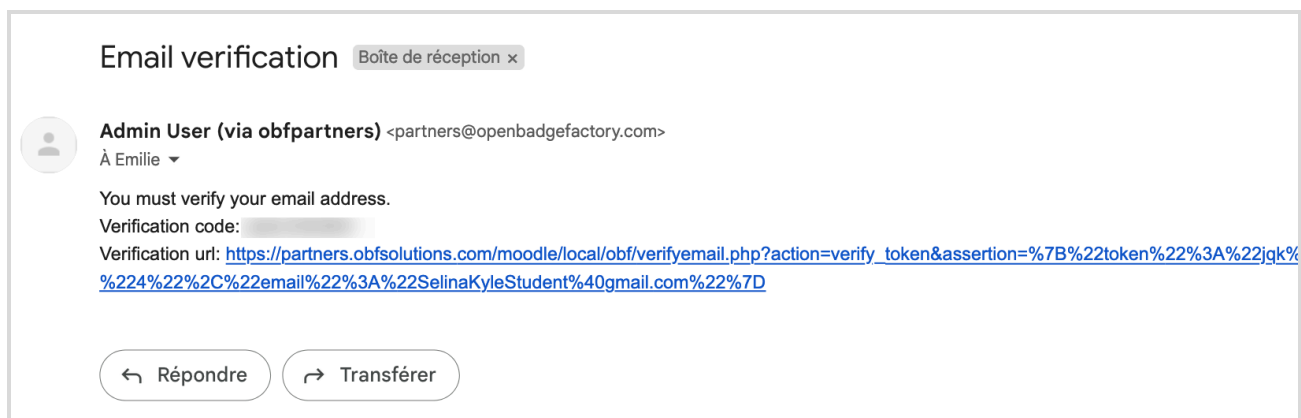 Email verification Boîte de réception ×
Admin User (via obfpartners) <partners@openbadgefactory.com>
À Emilie
You must verify your email address.
Verification code:
Verification url: https://partners.obfsolutions.com/moodle/local/obf/verifyemail.php?action=verify_token&assertion=%7B%22token%22%3A%22jqk%
%224%22%2C%22email%22%3A%22SelinaKyleStudent%40gmail.com%22%7D
Répondre Transférer